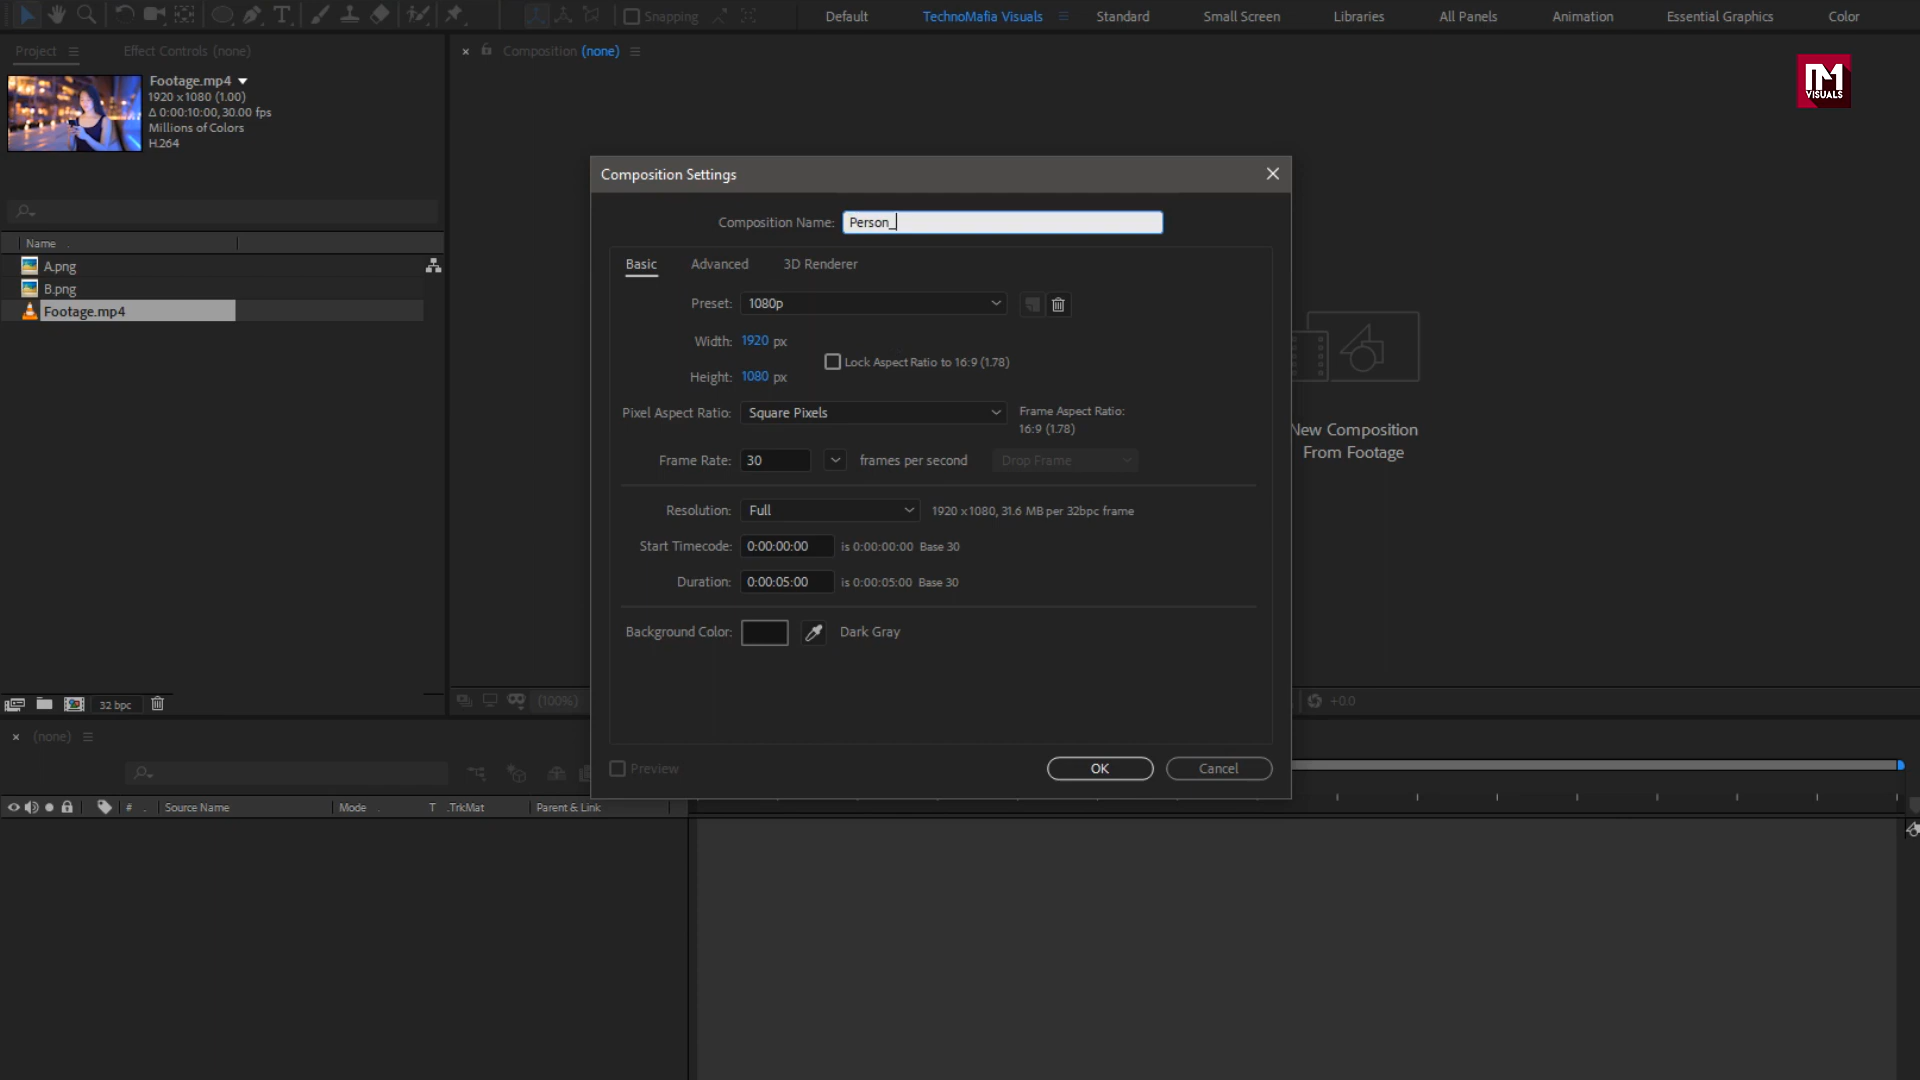 Snapping
Default
TechnoMafia Visuals
Standard
Small Screen
Libraries
All Panels
Animation
Essential Graphics
Color
Project
Effect Controls (none)
Composition (none)
Footage.mp4
1920 x 1080 (1.00)
Δ 0:00:10:00, 30.00 fps
Millions of Colors
H.264
VISUALS
Composition Settings
Composition Name: Person_
Name
Basic
Advanced
3D Renderer
A.png
B.png
Footage.mp4
Preset: 1080p
Width: 1920 px
Lock Aspect Ratio to 16:9 (1.78)
Height: 1080 px
Pixel Aspect Ratio: Square Pixels
Frame Aspect Ratio:
16:9 (1.78)
New Composition
From Footage
Frame Rate: 30 frames per second Drop Frame
Resolution: Full 1920 x 1080, 31.6 MB per 32bpc frame
Start Timecode: 0:00:00:00 is 0:00:00:00 Base 30
Duration: 0:00:05:00 is 0:00:05:00 Base 30
Background Color: Dark Gray
32 bpc
(100%)
+0.0
(none)
Preview
OK
Cancel
# Source Name
Mode
T .TrkMat
Parent & Link